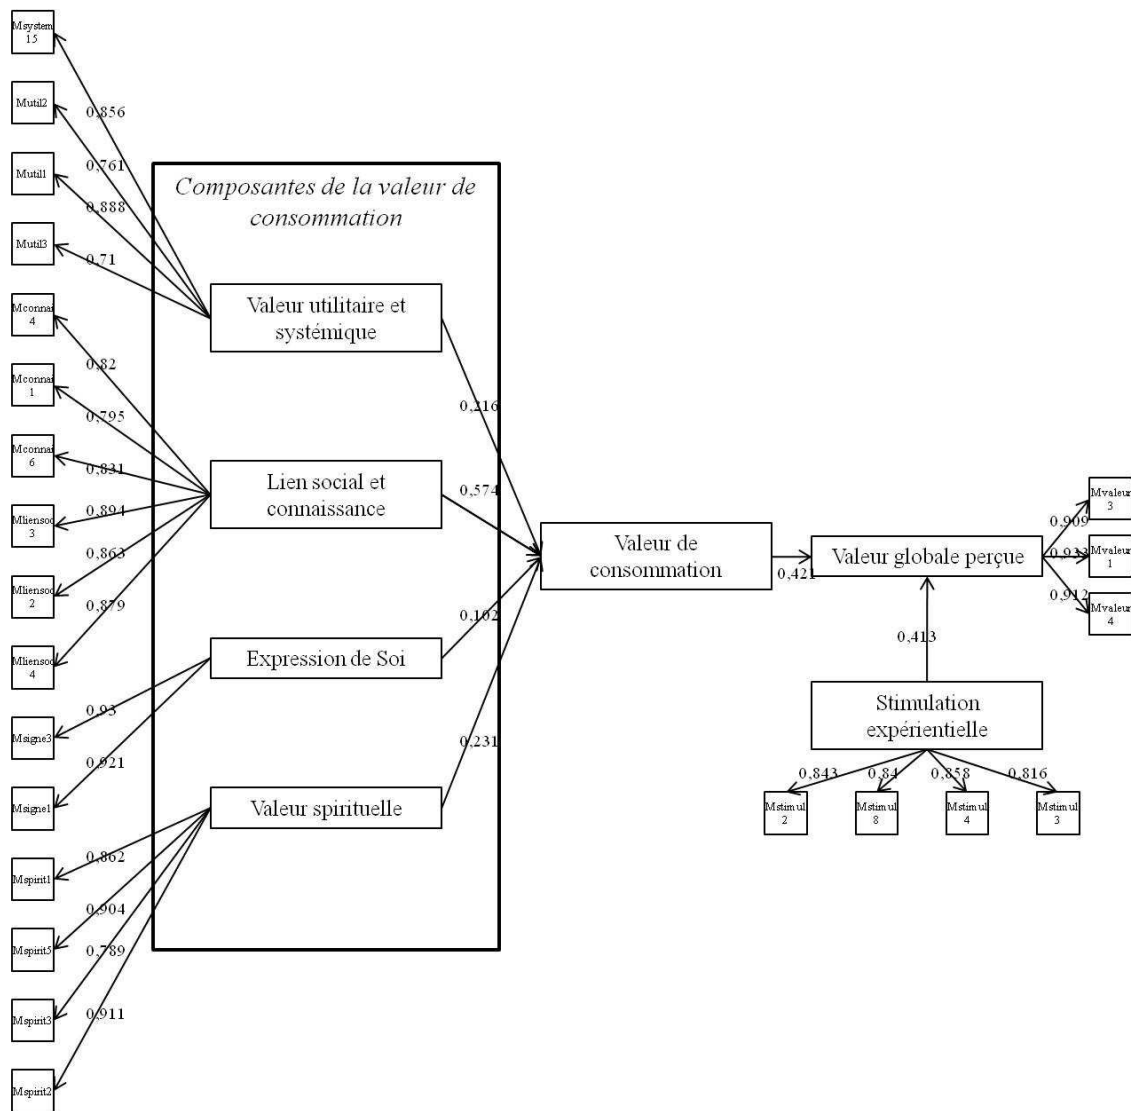 Msystem
15
Mutil2
0,856
Mutil1
0,761
0,888
Mutil3
0,71
Composantes de la valeur de
consommation
Valeur utilitaire et
systémique
Mconnai
4
0,82
Mconnai
1
0,795
Mconnai
6
0,831
Mliensoc
3
0,894
Mliensoc
2
0,863
Mliensoc
4
0,879
Lien social et
connaissance
Msigne3
0,93
Msigne1
0,921
Expression de Soi
Mspirit1
0,862
Mspirit5
0,904
Mspirit3
0,789
Mspirit2
0,911
Valeur spirituelle
0,216
0,574
0,102
0,231
Valeur de
consommation
0,421
Valeur globale perçue
0,909
0,933
0,912
Mvaleur
3
Mvaleur
1
Mvaleur
4
0,413
Stimulation
expérientielle
0,843
0,84
0,858
0,816
Mstimul
2
Mstimul
8
Mstimul
4
Mstimul
3